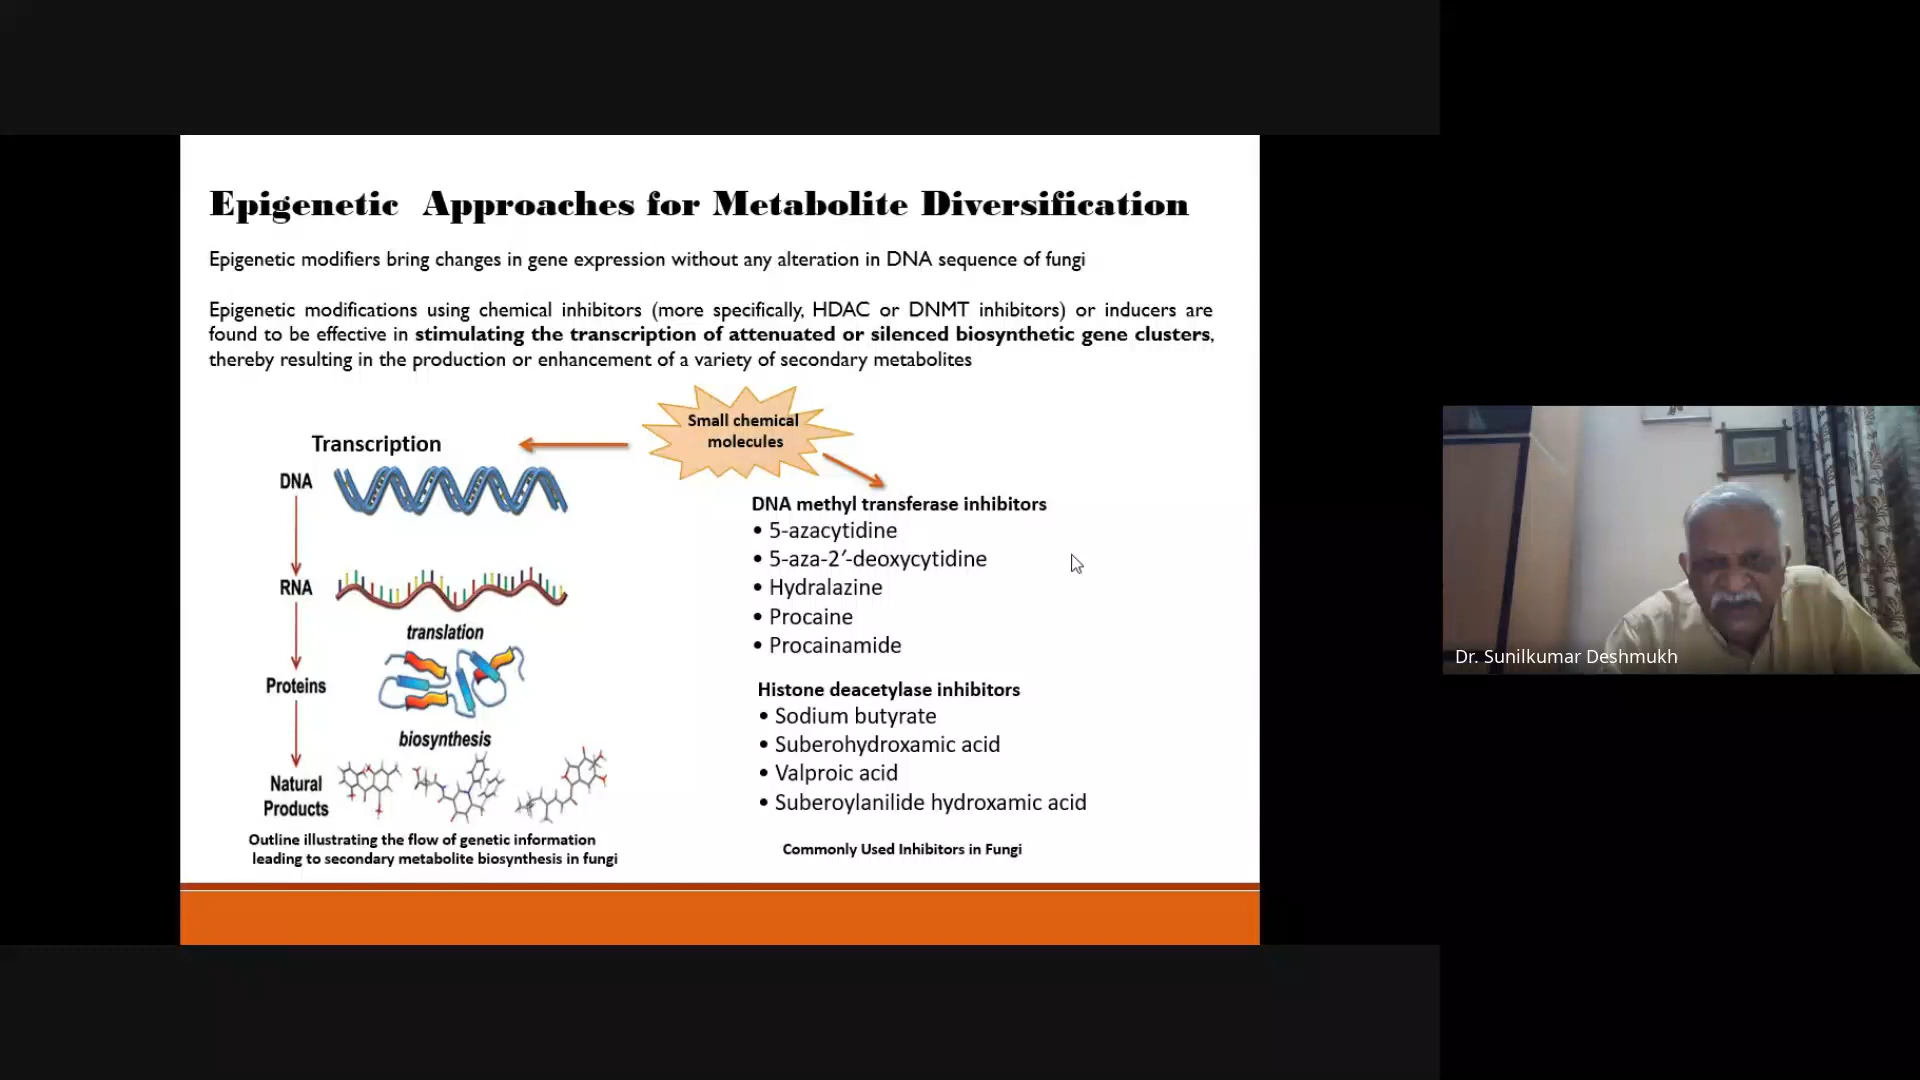 Epigenetic Approaches for Metabolite Diversification
Epigenetic modifiers bring changes in gene expression without any alteration in DNA sequence of fungi
Epigenetic modifications using chemical inhibitors (more specifically, HDAC or DNMT inhibitors) or inducers are
found to be effective in stimulating the transcription of attenuated or silenced biosynthetic gene clusters,
thereby resulting in the production or enhancement of a variety of secondary metabolites
Small chemical
molecules
Transcription
DNA
RNA
translation
Proteins
biosynthesis
Natural
Products
Outline illustrating the flow of genetic information
leading to secondary metabolite biosynthesis in fungi
DNA methyl transferase inhibitors
• 5-azacytidine
• 5-aza-2′-deoxycytidine
• Hydralazine
• Procaine
• Procainamide
Histone deacetylase inhibitors
• Sodium butyrate
• Suberohydroxamic acid
• Valproic acid
• Suberoylanilide hydroxamic acid
Commonly Used Inhibitors in Fungi
Dr. Sunilkumar Deshmukh